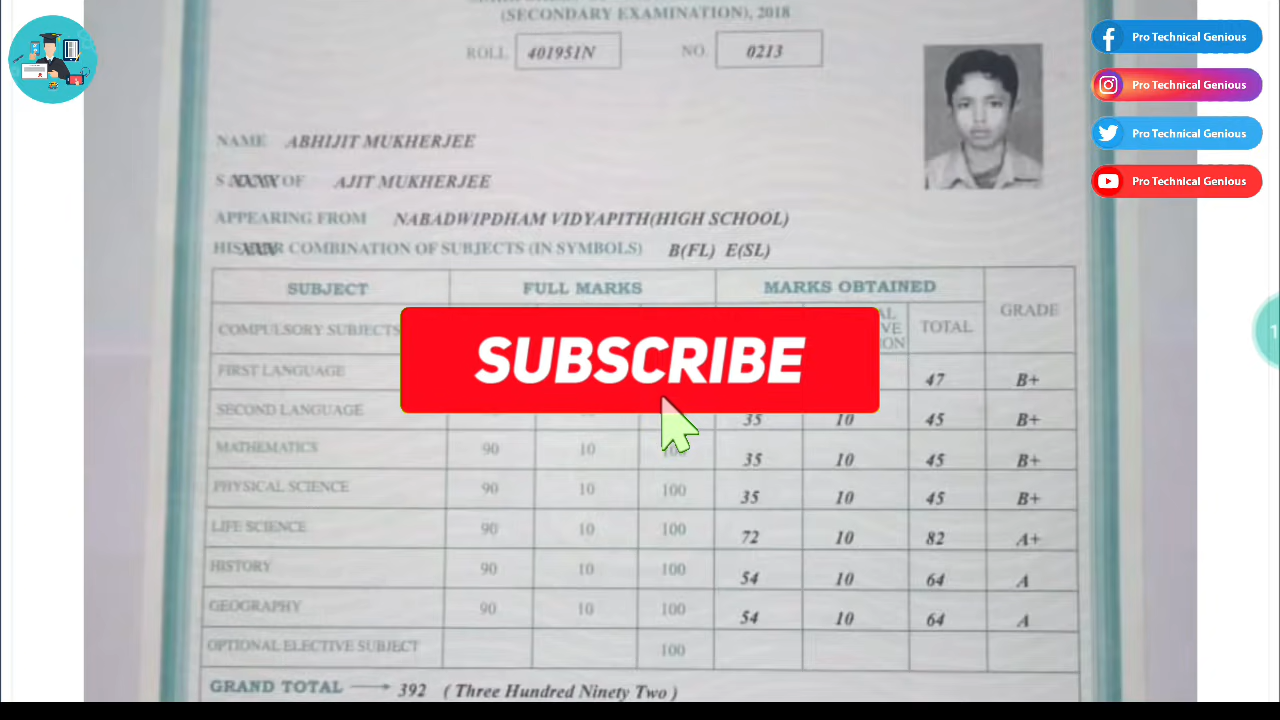 (SECONDARY EXAMINATION), 2018
ROLL 401951N NO. 0213
NAME ABHIJIT MUKHERJEE
S OF AJIT MUKHERJEE
APPEARING FROM NABADWIPDHAM VIDYAPITH(HIGH SCHOOL)
HIS COMBINATION OF SUBJECTS (IN SYMBOLS) B(FL) E(SL)
SUBJECT FULL MARKS MARKS OBTAINED GRADE
COMPULSORY SUBJECTS TOTAL
FIRST LANGUAGE 47 B+
SECOND LANGUAGE 35 10 45 B+
MATHEMATICS 90 10 100 35 10 45 B+
PHYSICAL SCIENCE 90 10 100 35 10 45 B+
LIFE SCIENCE 90 10 100 72 10 82 A+
HISTORY 90 10 100 54 10 64 A
GEOGRAPHY 90 10 100 54 10 64 A
OPTIONAL ELECTIVE SUBJECT 100
GRAND TOTAL → 392 ( Three Hundred Ninety Two )
SUBSCRIBE
Pro Technical Genious
Pro Technical Genious
Pro Technical Genious
Pro Technical Genious
1